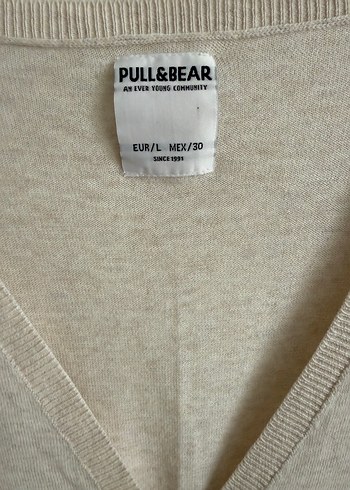 PULL&BEAR
AN EVER YOUNG COMMUNITY
EUR/L MEX/30
SINCE 1991